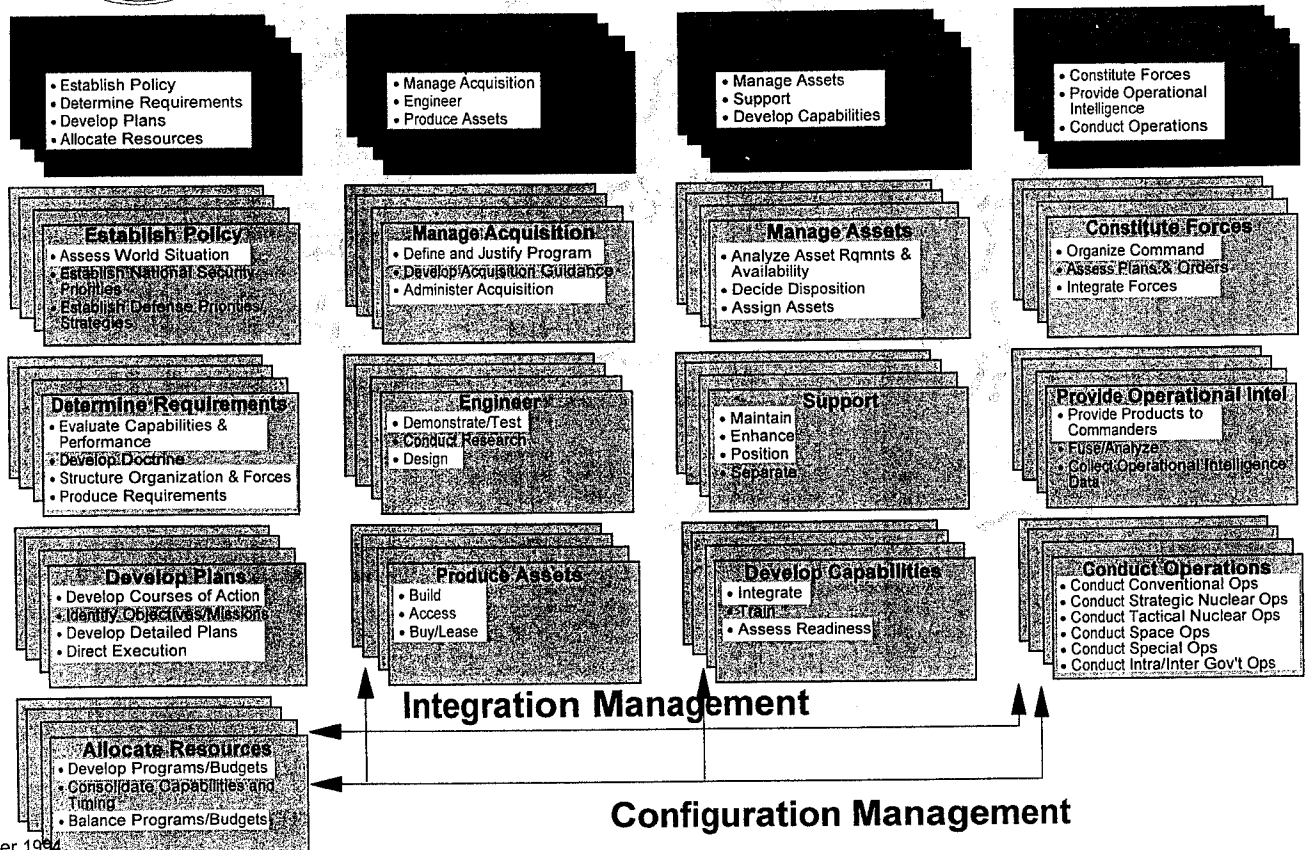 • Establish Policy
• Determine Requirements
• Develop Plans
• Allocate Resources
• Manage Acquisition
• Engineer
• Produce Assets
• Manage Assets
• Support
• Develop Capabilities
• Constitute Forces
• Provide Operational
Intelligence
• Conduct Operations
Establish Policy
• Assess World Situation
• Establish National Security
Priorities
• Establish Defense Priorities/
Strategies
Manage Acquisition
• Define and Justify Program
• Develop Acquisition Guidance
• Administer Acquisition
Manage Assets
• Analyze Asset Rqmnts &
Availability
• Decide Disposition
• Assign Assets
Constitute Forces
• Organize Command
• Assess Plans & Orders
• Integrate Forces
Determine Requirements
• Evaluate Capabilities &
Performance
• Develop Doctrine
• Structure Organization & Forces
• Produce Requirements
Engineer
• Demonstrate/Test
• Conduct Research
• Design
Support
• Maintain
• Enhance
• Position
• Separate
Provide Operational Intel
• Provide Products to
Commanders
• Fuse/Analyze
• Collect Operational Intelligence
Data
Develop Plans
• Develop Courses of Action
• Identify Objectives/Missions
• Develop Detailed Plans
• Direct Execution
Produce Assets
• Build
• Access
• Buy/Lease
Develop Capabilities
• Integrate
• Train
• Assess Readiness
Conduct Operations
• Conduct Conventional Ops
• Conduct Strategic Nuclear Ops
• Conduct Tactical Nuclear Ops
• Conduct Space Ops
• Conduct Special Ops
• Conduct Intra/Inter Gov't Ops
Integration Management
Allocate Resources
• Develop Programs/Budgets
• Consolidate Capabilities and
Timing
• Balance Programs/Budgets
Configuration Management
er 1994